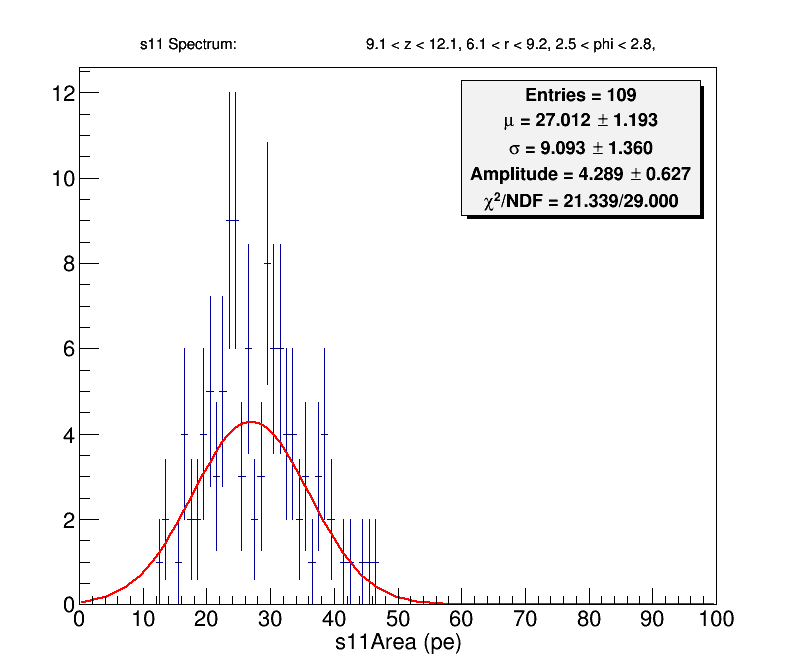 s11 Spectrum: 9.1 < z < 12.1, 6.1 < r < 9.2, 2.5 < phi < 2.8,
Entries = 109
μ = 27.012 ± 1.193
σ = 9.093 ± 1.360
Amplitude = 4.289 ± 0.627
χ²/NDF = 21.339/29.000
12
10
8
6
4
2
0
0 10 20 30 40 50 60 70 80 90 100
s11Area (pe)